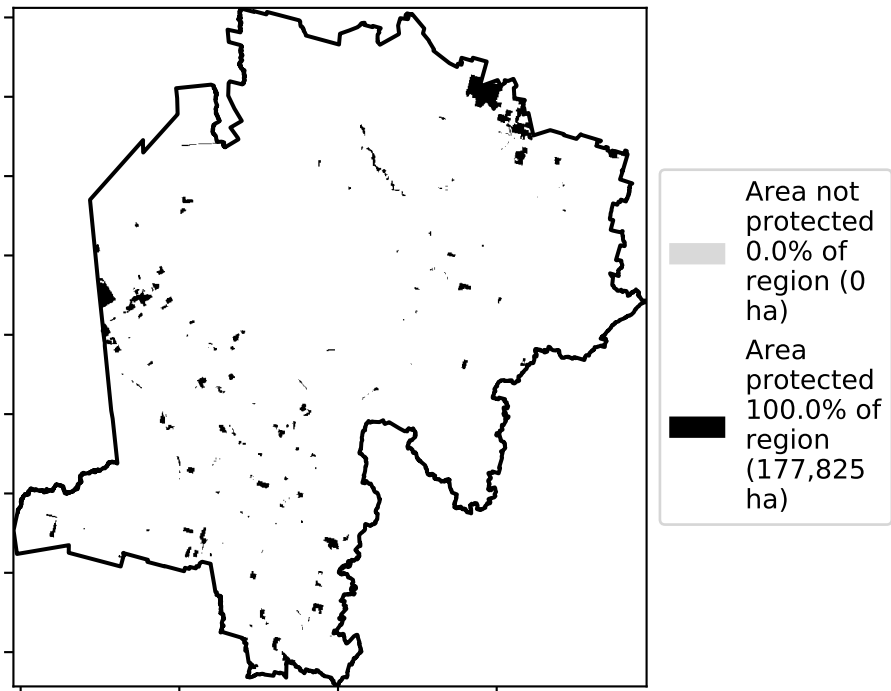 Area not
protected
0.0% of
region (0
ha)
Area
protected
100.0% of
region
(177,825
ha)